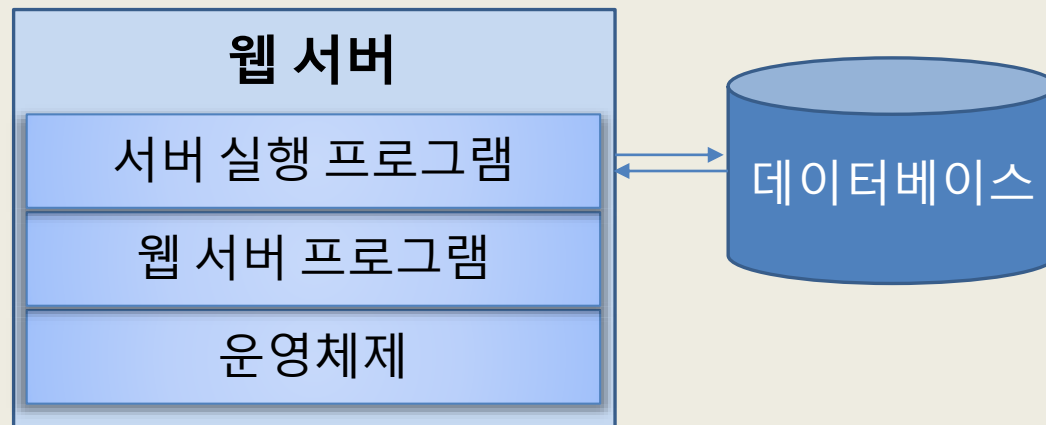 웹 서버
서버 실행 프로그램
웹 서버 프로그램
운영체제
데이터베이스